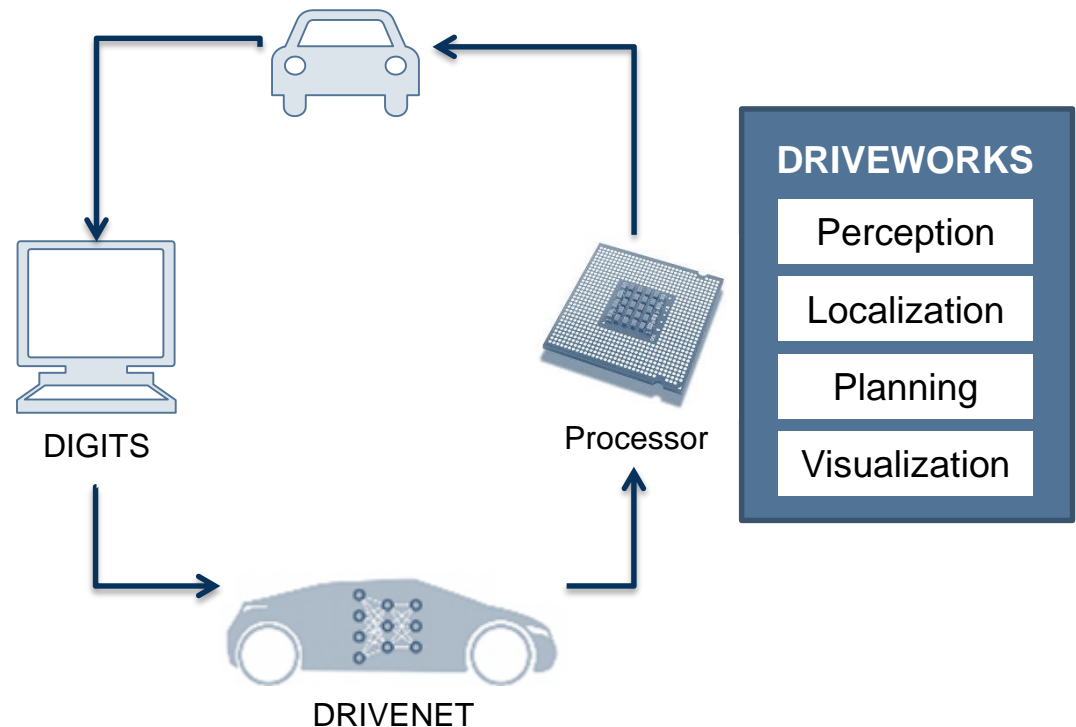 DRIVEWORKS
Perception
Localization
Planning
Visualization
Processor
DIGITS
DRIVENET